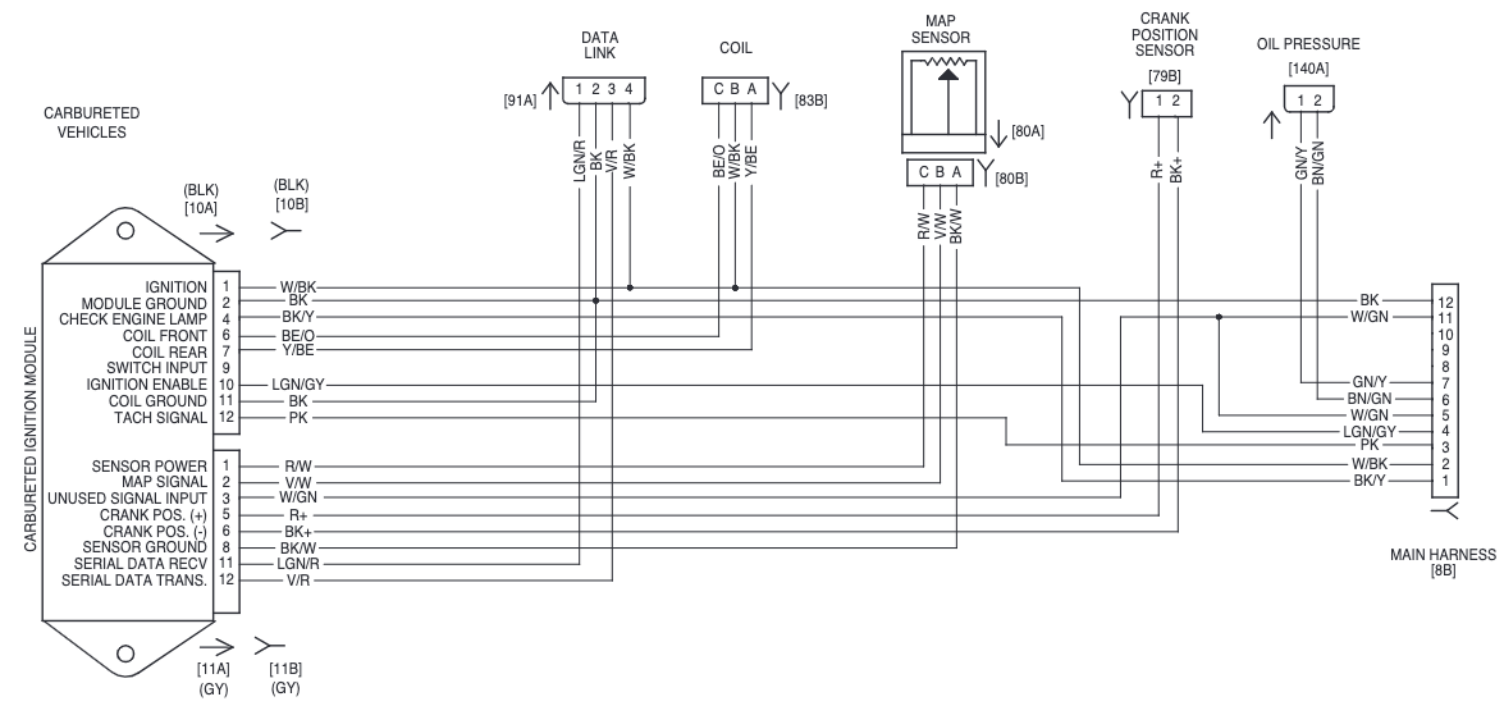 CARBURETED
VEHICLES
DATA
LINK
[91A]
1 2 3 4
LGN/R
BK
V/R
W/BK
COIL
C B A
[83B]
BE/O
W/BK
Y/BE
MAP
SENSOR
[80A]
C B A
[80B]
R/W
V/W
BK/W
CRANK
POSITION
SENSOR
[79B]
1 2
R+
BK+
OIL PRESSURE
[140A]
1 2
GN/Y
BN/GN
(BLK)
[10A]
(BLK)
[10B]
CARBURETED IGNITION MODULE
IGNITION 1 W/BK
MODULE GROUND 2 BK
CHECK ENGINE LAMP 4 BK/Y
COIL FRONT 6 BE/O
COIL REAR 7 Y/BE
SWITCH INPUT 9
IGNITION ENABLE 10 LGN/GY
COIL GROUND 11 BK
TACH SIGNAL 12 PK
SENSOR POWER 1 R/W
MAP SIGNAL 2 V/W
UNUSED SIGNAL INPUT 3 W/GN
CRANK POS. (+) 5 R+
CRANK POS. (-) 6 BK+
SENSOR GROUND 8 BK/W
SERIAL DATA RECV 11 LGN/R
SERIAL DATA TRANS. 12 V/R
[11A]
(GY)
[11B]
(GY)
BK 12
W/GN 11
10
9
8
GN/Y 7
BN/GN 6
W/GN 5
LGN/GY 4
PK 3
W/BK 2
BK/Y 1
MAIN HARNESS
[8B]